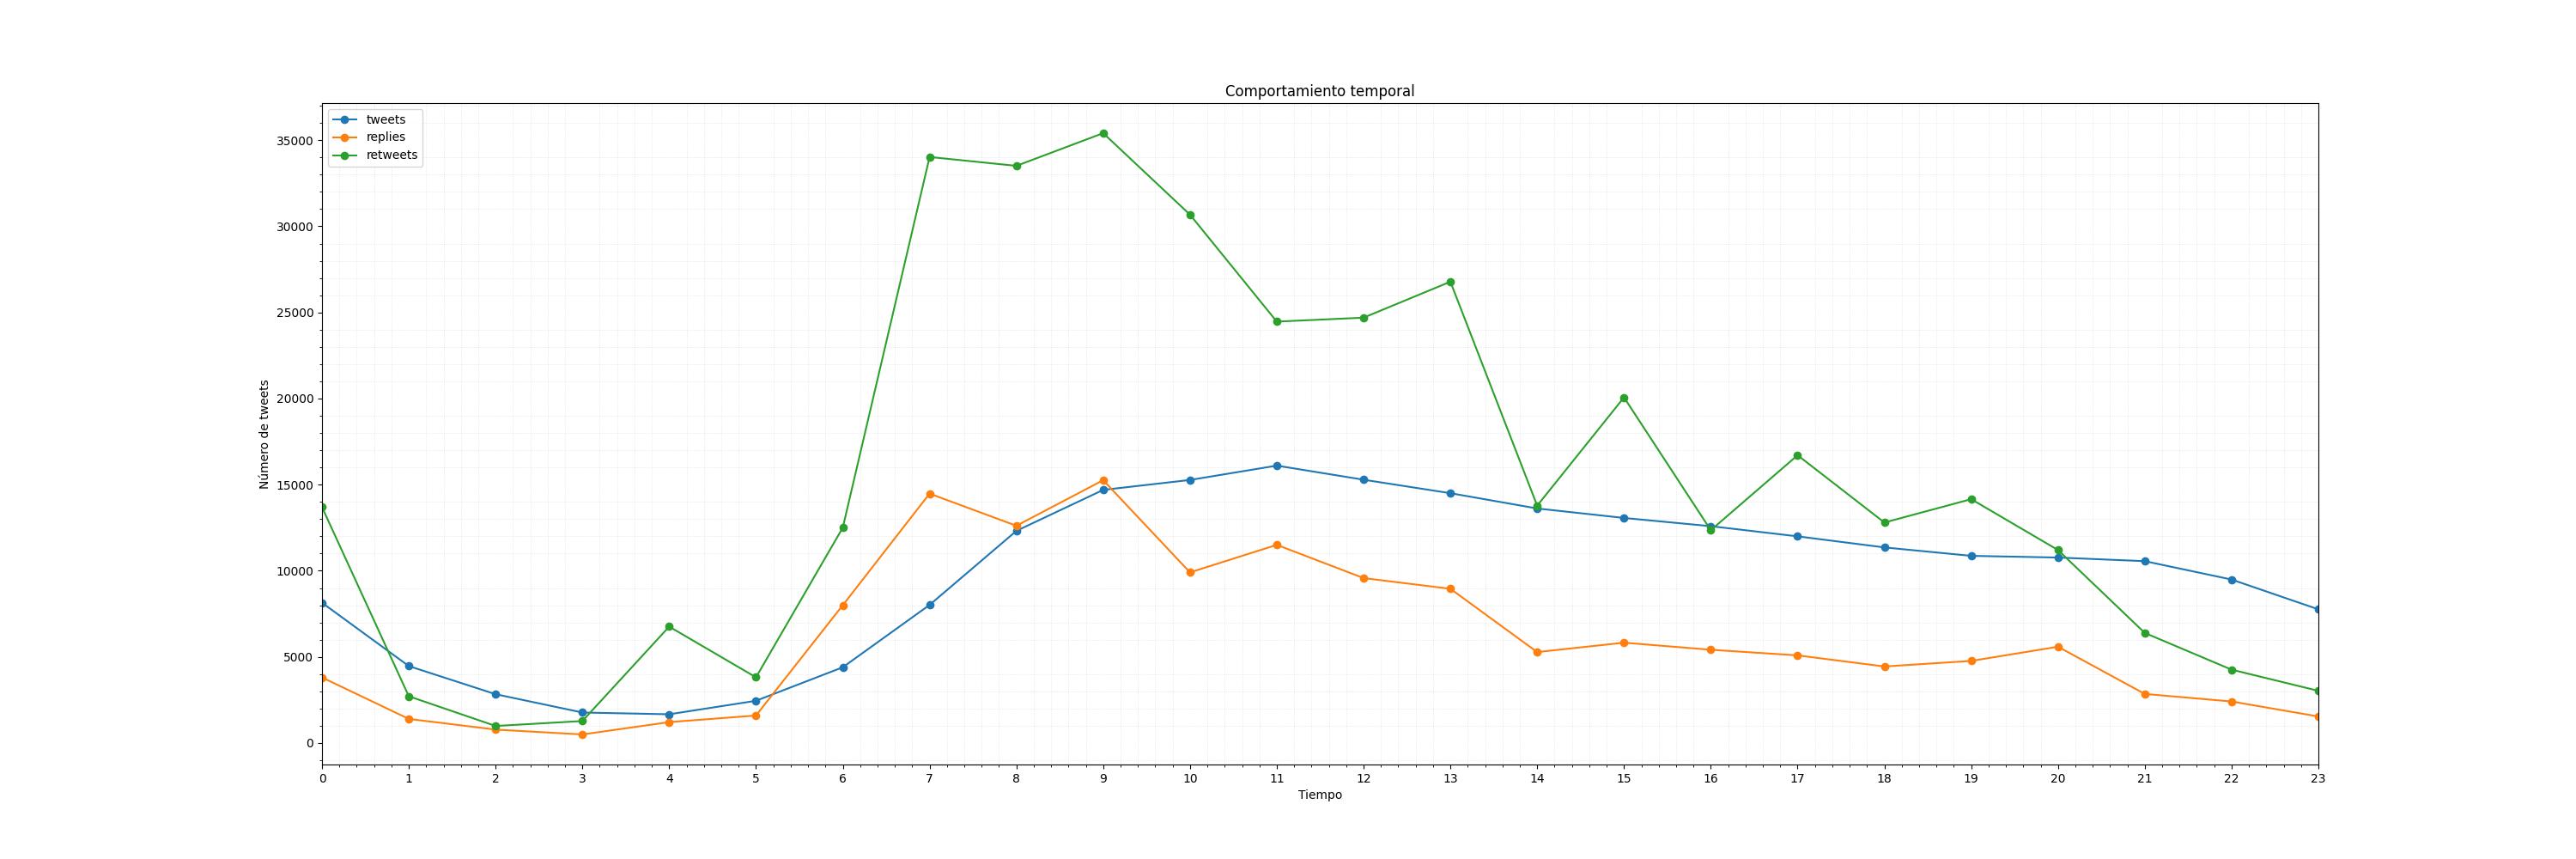 Comportamiento temporal
tweets
replies
retweets
35000
30000
25000
20000
15000
10000
5000
0
Número de tweets
0 1 2 3 4 5 6 7 8 9 10 11 12 13 14 15 16 17 18 19 20 21 22 23
Tiempo